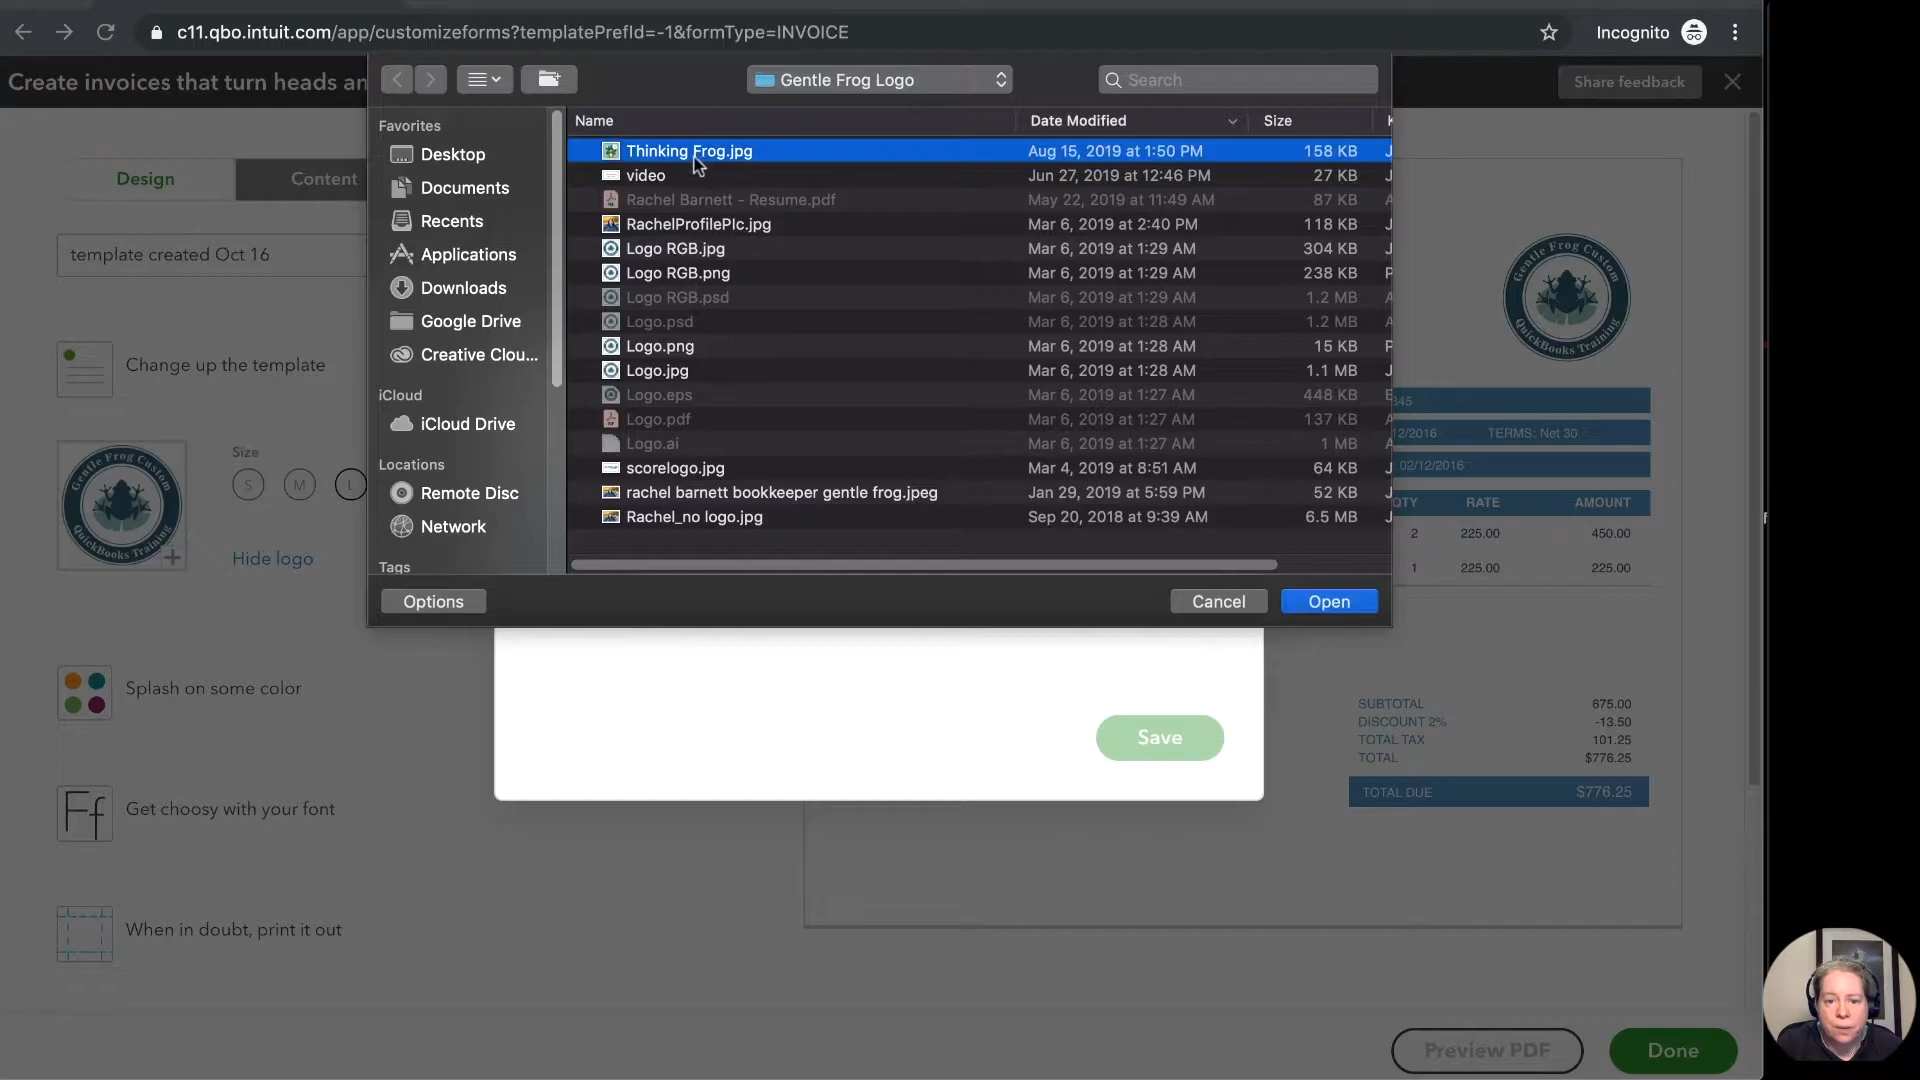 c11.qbo.intuit.com/app/customizeforms?templatePrefId=-1&formType=INVOICE
Incognito
Create invoices that turn heads an
Gentle Frog Logo
Search
Share feedback
Favorites
Desktop
Documents
Recents
Applications
Downloads
Google Drive
Creative Clou...
iCloud
iCloud Drive
Locations
Remote Disc
Network
Tags
Name Date Modified Size
Thinking Frog.jpg Aug 15, 2019 at 1:50 PM 158 KB J
video Jun 27, 2019 at 12:46 PM 27 KB J
Rachel Barnett - Resume.pdf May 22, 2019 at 11:49 AM 87 KB A
RachelProfilePIc.jpg Mar 6, 2019 at 2:40 PM 118 KB J
Logo RGB.jpg Mar 6, 2019 at 1:29 AM 304 KB J
Logo RGB.png Mar 6, 2019 at 1:29 AM 238 KB P
Logo RGB.psd Mar 6, 2019 at 1:29 AM 1.2 MB A
Logo.psd Mar 6, 2019 at 1:28 AM 1.2 MB A
Logo.png Mar 6, 2019 at 1:28 AM 15 KB P
Logo.jpg Mar 6, 2019 at 1:28 AM 1.1 MB J
Logo.eps Mar 6, 2019 at 1:27 AM 448 KB E
Logo.pdf Mar 6, 2019 at 1:27 AM 137 KB A
Logo.ai Mar 6, 2019 at 1:27 AM 1 MB A
scorelogo.jpg Mar 4, 2019 at 8:51 AM 64 KB J
rachel barnett bookkeeper gentle frog.jpeg Jan 29, 2019 at 5:59 PM 52 KB J
Rachel_no logo.jpg Sep 20, 2018 at 9:39 AM 6.5 MB J
Options
Cancel
Open
Design
Content
template created Oct 16
Change up the template
Gentle Frog Custom
QuickBooks Training
Size
S M L
Hide logo
Splash on some color
Ff
Get choosy with your font
When in doubt, print it out
Save
Gentle Frog Custom
QuickBooks Training
345
12/2016 TERMS: Net 30
02/12/2016
QTY RATE AMOUNT
2 225.00 450.00
1 225.00 225.00
SUBTOTAL 675.00
DISCOUNT 2% -13.50
TOTAL TAX 101.25
TOTAL $776.25
TOTAL DUE $776.25
Preview PDF
Done